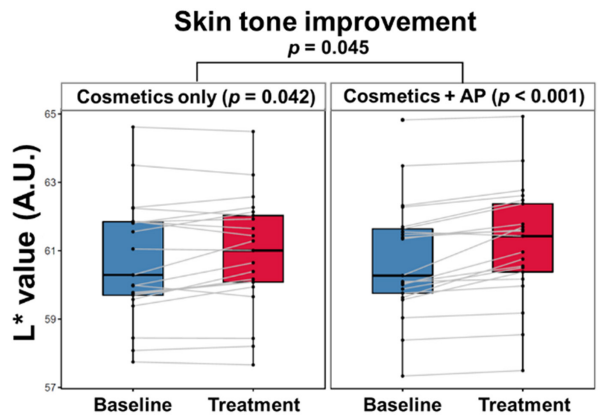 Skin tone improvement
p = 0.045
Cosmetics only (p = 0.042)
Cosmetics + AP (p < 0.001)
L* value (A.U.)
65
63
61
59
57
Baseline
Treatment
Baseline
Treatment